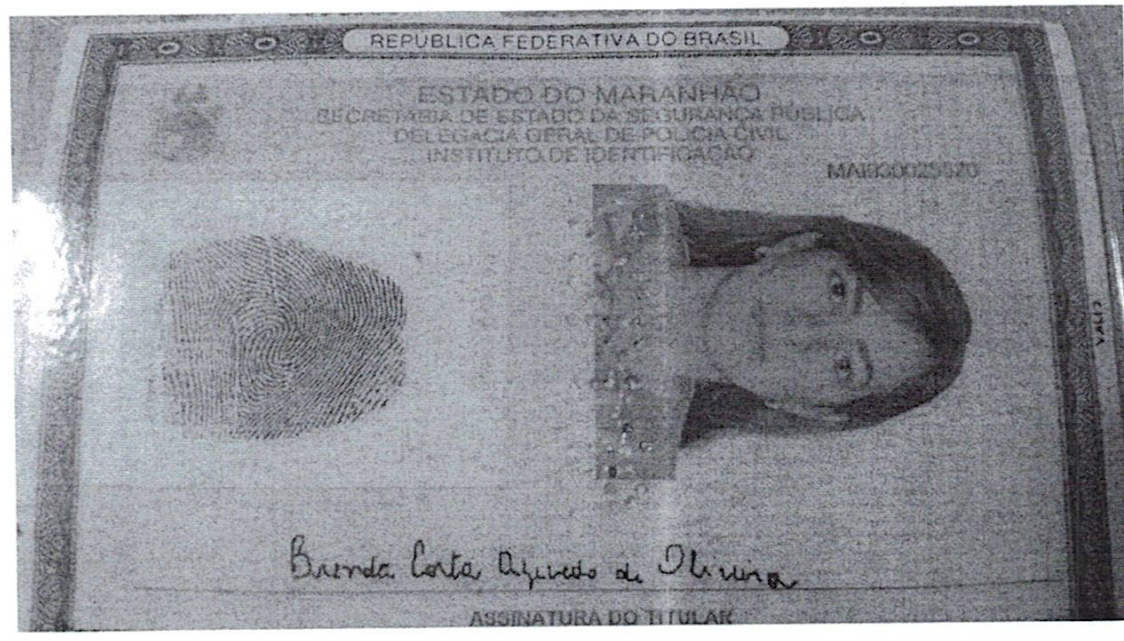 REPÚBLICA FEDERATIVA DO BRASIL
ESTADO DO MARANHÃO
SECRETARIA DE ESTADO DA SEGURANÇA PÚBLICA
DELEGACIA GERAL DE POLÍCIA CIVIL
INSTITUTO DE IDENTIFICAÇÃO
Brenda Costa Azevedo de Oliveira
ASSINATURA DO TITULAR